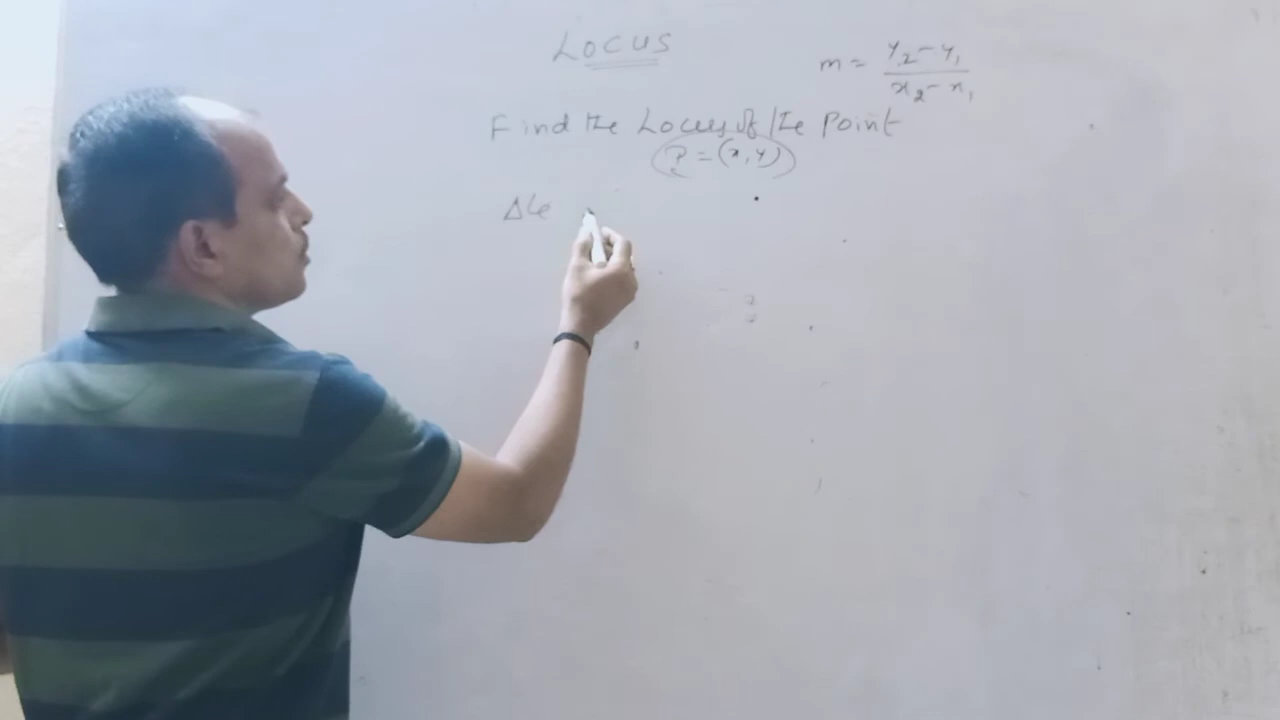 LOCUS
m = y₂ - y₁ / x₂ - x₁
Find the Locus of the point
P = (x, y)
Δle